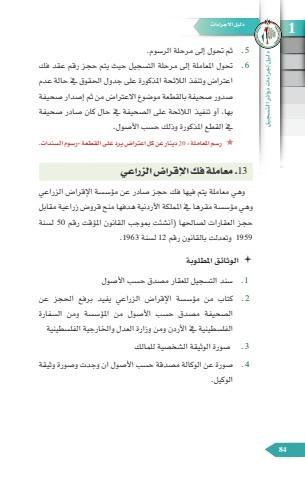 دليل الاجراءات
1
دليل إجراءات دوائر التسجيل
5. ثم تحول إلى مرحلة الرسوم.
6. تحول المعاملة إلى مرحلة التسجيل حيث يتم حجز رقم عقد فك
اعتراض وتنفذ اللائحة المذكورة على جدول الحقوق في حالة عدم
صدور صحيفة بالقطعة موضوع الاعتراض من ثم إصدار صحيفة
بها، أو تنفيذ اللائحة على الصحيفة في حال كان صادر صحيفة
في القطع المذكورة وذلك حسب الأصول.
★ رسم المعاملة : 20 دينار عن كل اعتراض يرد على القطعة +رسوم السندات.
13. معاملة فك الإقراض الزراعي
وهي معاملة يتم فيها فك حجز صادر عن مؤسسة الإقراض الزراعي
وهي مؤسسة مقرها في المملكة الأردنية هدفها منح قروض زراعية مقابل
حجز العقارات لصالحها (أنشئت بموجب القانون المؤقت رقم 50 لسنة
1959 وتعدلت بالقانون رقم 12 لسنة 1963.
+ الوثائق المطلوبة
1. سند التسجيل للعقار مصدق حسب الأصول
2. كتاب من مؤسسة الإقراض الزراعي يفيد برفع الحجز عن
الصحيفة مصدق حسب الأصول من المؤسسة ومن السفارة
الفلسطينية في الأردن ومن وزارة العدل والخارجية الفلسطينية
3. صورة الوثيقة الشخصية للمالك
4. صورة عن الوكالة مصدقة حسب الأصول ان وجدت وصورة وثيقة
الوكيل.
84